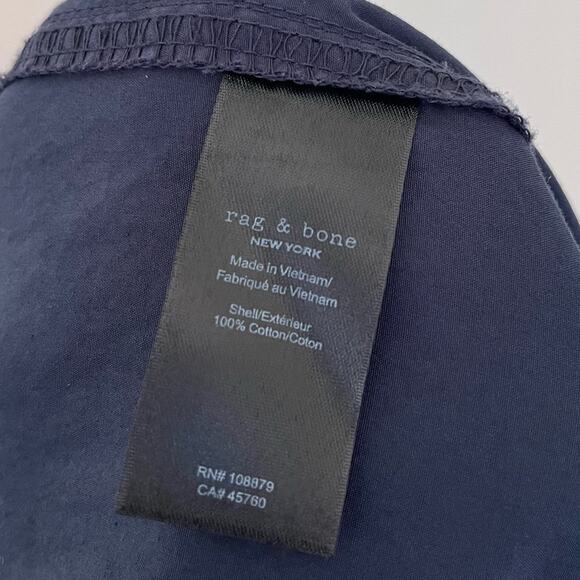 rag & bone
NEW YORK
Made in Vietnam/
Fabriqué au Vietnam
Shell/Extérieur
100% Cotton/Coton
RN# 108879
CA# 45760